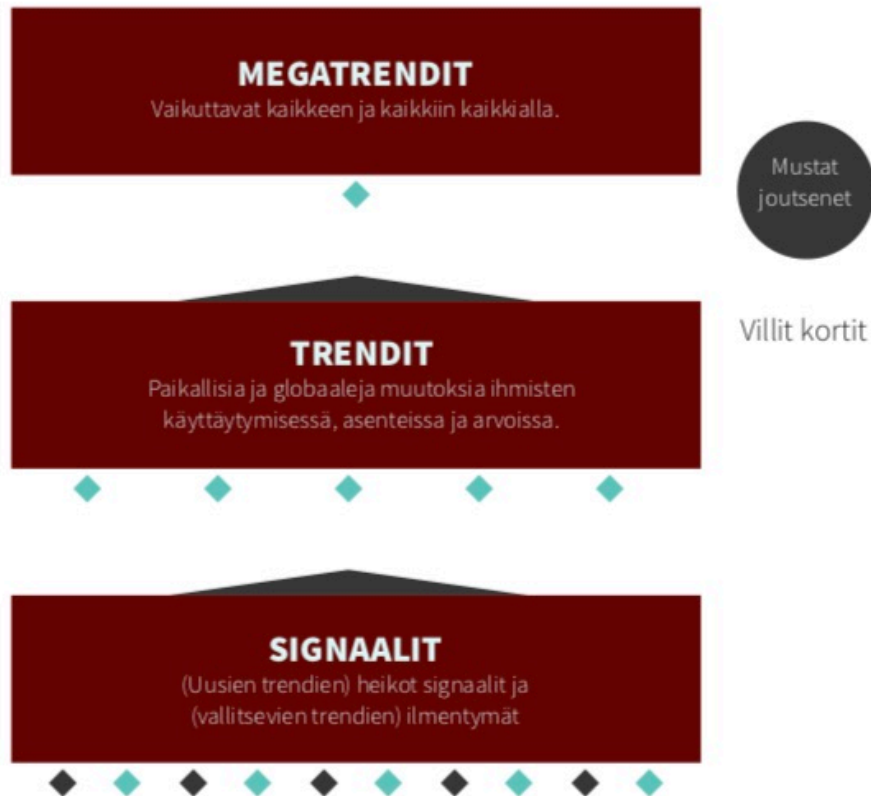 MEGATRENDIT
Vaikuttavat kaikkeen ja kaikkiin kaikkialla.
Mustat
joutsenet
TRENDIT
Paikallisia ja globaaleja muutoksia ihmisten
käyttäytymisessä, asenteissa ja arvoissa.
Villit kortit
SIGNAALIT
(Uusien trendien) heikot signaalit ja
(vallitsevien trendien) ilmentymät